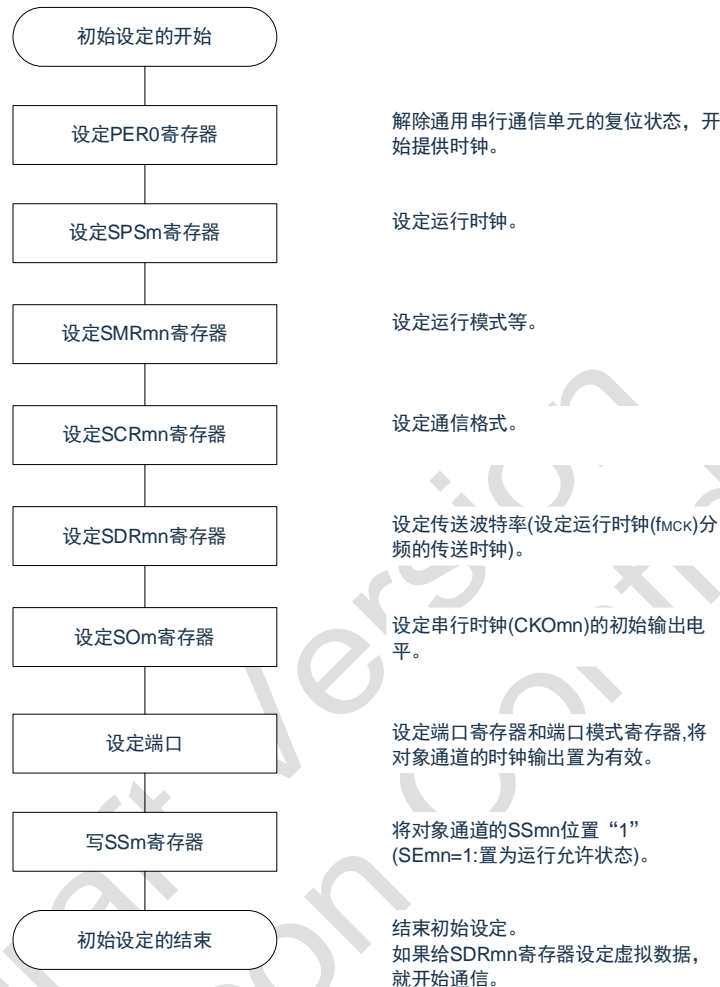 初始设定的开始
设定PER0寄存器
解除通用串行通信单元的复位状态，开
始提供时钟。
设定SPSm寄存器
设定运行时钟。
设定SMRmn寄存器
设定运行模式等。
设定SCRmn寄存器
设定通信格式。
设定SDRmn寄存器
设定传送波特率(设定运行时钟(fMCK)分
频的传送时钟)。
设定SOm寄存器
设定串行时钟(CKOmn)的初始输出电
平。
设定端口
设定端口寄存器和端口模式寄存器,将
对象通道的时钟输出置为有效。
写SSm寄存器
将对象通道的SSmn位置“1”
(SEmn=1:置为运行允许状态)。
初始设定的结束
结束初始设定。
如果给SDRmn寄存器设定虚拟数据，
就开始通信。